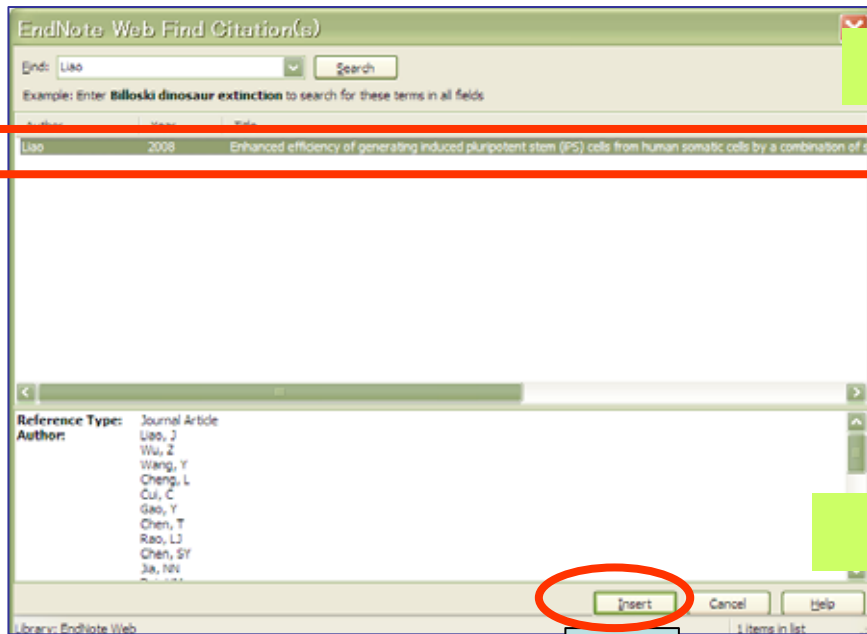 EndNote Web Find Citation(s)
Find: Liao Search
Example: Enter Billoski dinosaur extinction to search for these terms in all fields
Author Year Title
Liao 2008 Enhanced efficiency of generating induced pluripotent stem (iPS) cells from human somatic cells by a combination of s
Reference Type: Journal Article
Author: Liao, J
Wu, Z
Wang, Y
Cheng, L
Cui, C
Gao, Y
Chen, T
Rao, LJ
Chen, SY
Jia, NN
Insert Cancel Help
Library: EndNote Web 1 items in list